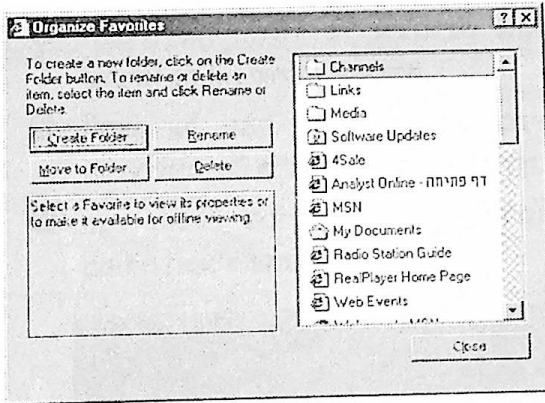 Organize Favorites
To create a new folder, click on the Create
Folder button. To rename or delete an
item, select the item and click Rename or
Delete.
Create Folder
Rename
Move to Folder...
Delete
Select a Favorite to view its properties or
to make it available for offline viewing.
Channels
Links
Media
Software Updates
4Sale
Analyst Online - דף פתיחה
MSN
My Documents
Radio Station Guide
RealPlayer Home Page
Web Events
Close